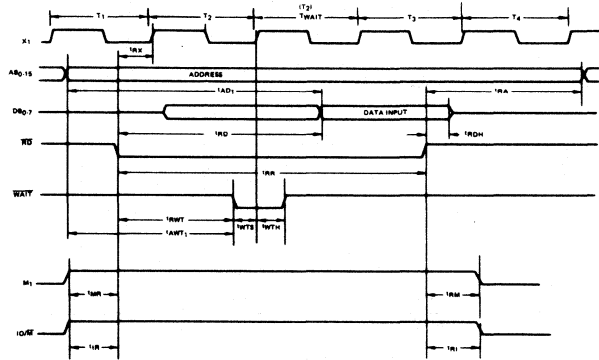 T1 T2 (T2) TWAIT T3 T4
X1
tRX
AB0-15 ADDRESS
tAD1 tRA
DB0-7 DATA INPUT
tRD tRDH
RD
tRR
WAIT
tRWT tWTS tWTH
tAWT1
M1
tMR tRM
IO/M
tIR tRI